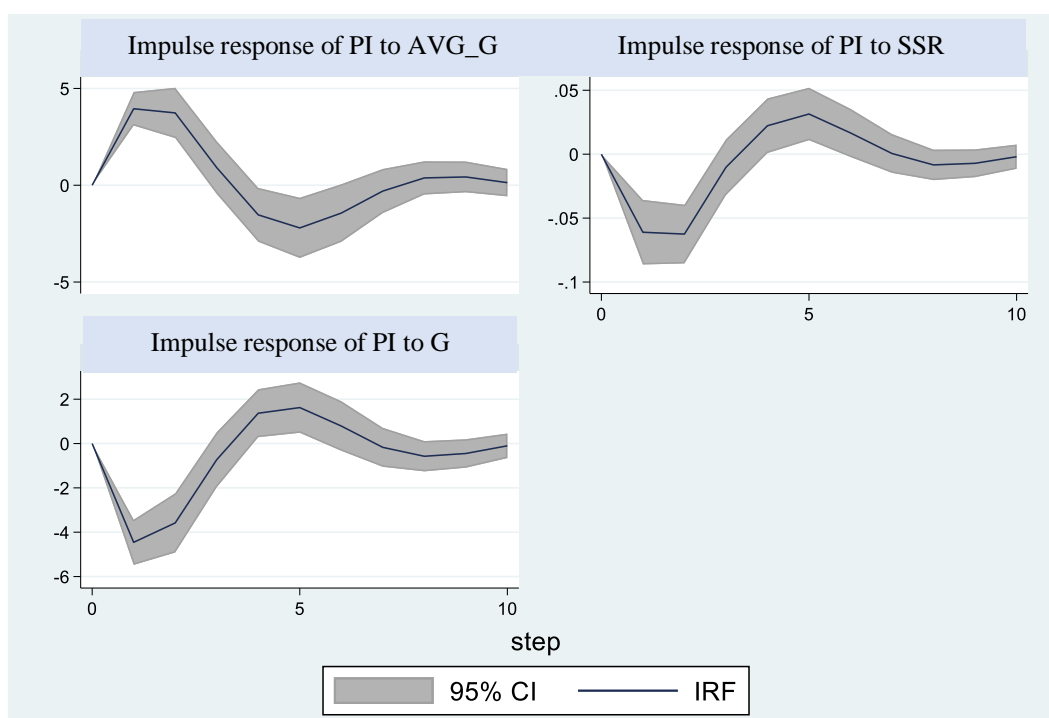 Impulse response of PI to AVG_G
5
0
-5
Impulse response of PI to SSR
.05
0
-.05
-.1
0 5 10
Impulse response of PI to G
2
0
-2
-4
-6
0 5 10
step
95% CI IRF